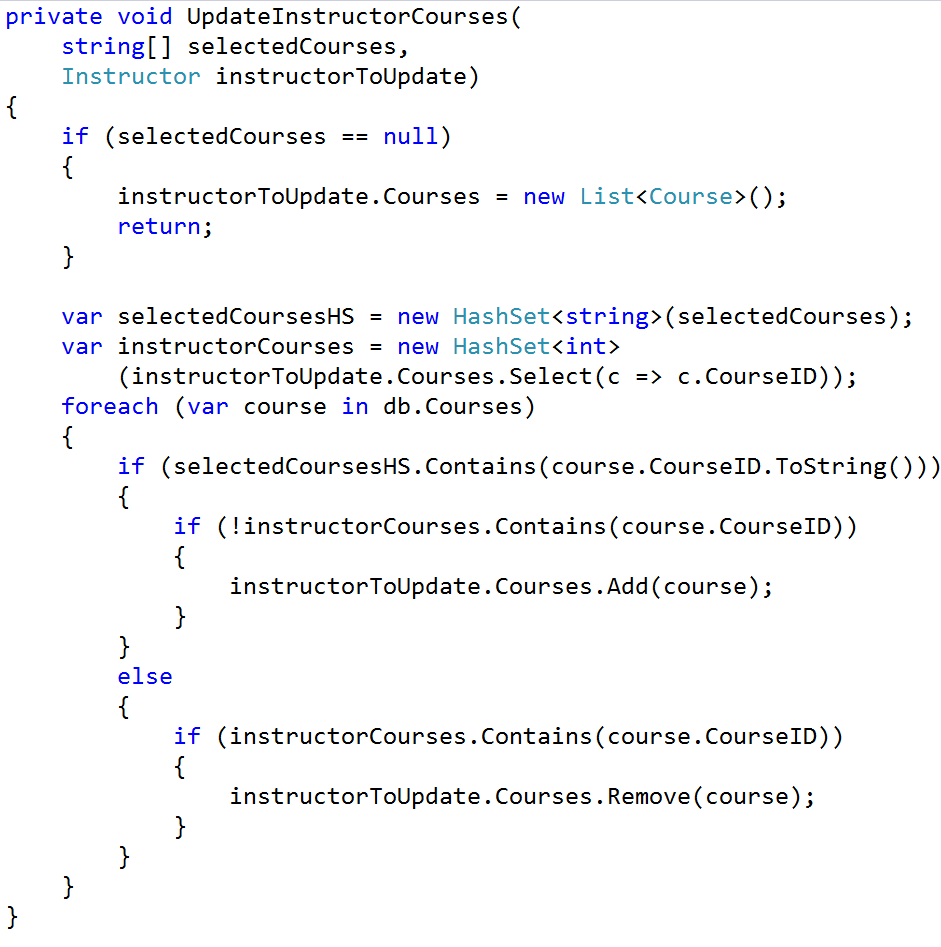 private void UpdateInstructorCourses(
    string[] selectedCourses,
    Instructor instructorToUpdate)
{
    if (selectedCourses == null)
    {
        instructorToUpdate.Courses = new List<Course>();
        return;
    }

    var selectedCoursesHS = new HashSet<string>(selectedCourses);
    var instructorCourses = new HashSet<int>
        (instructorToUpdate.Courses.Select(c => c.CourseID));
    foreach (var course in db.Courses)
    {
        if (selectedCoursesHS.Contains(course.CourseID.ToString()))
        {
            if (!instructorCourses.Contains(course.CourseID))
            {
                instructorToUpdate.Courses.Add(course);
            }
        }
        else
        {
            if (instructorCourses.Contains(course.CourseID))
            {
                instructorToUpdate.Courses.Remove(course);
            }
        }
    }
}